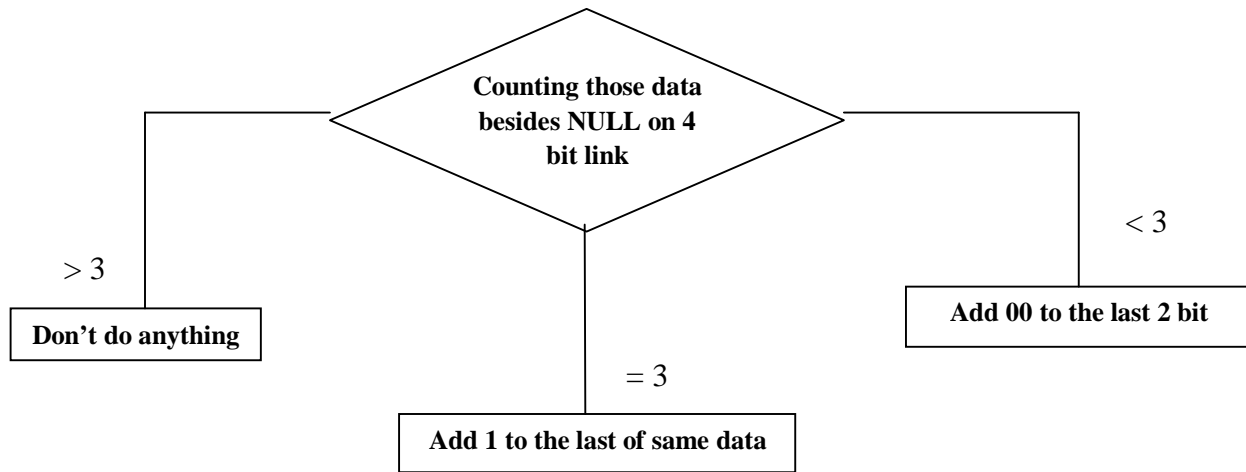 Counting those data
besides NULL on 4
bit link
> 3
Don’t do anything
= 3
Add 1 to the last of same data
< 3
Add 00 to the last 2 bit